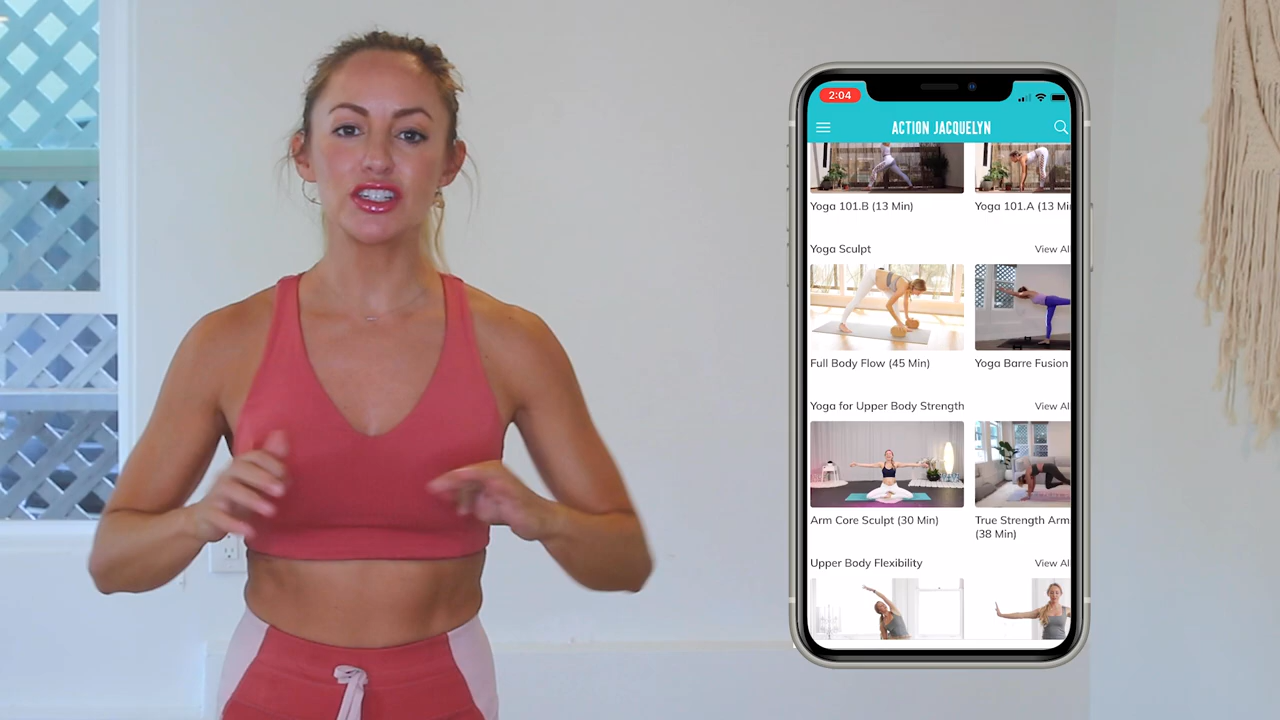 2:04
ACTION JACQUELYN
Yoga 101.B (13 Min)
Yoga 101.A (13 Mi
Yoga Sculpt
View Al
Full Body Flow (45 Min)
Yoga Barre Fusion
Yoga for Upper Body Strength
View Al
Arm Core Sculpt (30 Min)
True Strength Arm
(38 Min)
Upper Body Flexibility
View Al